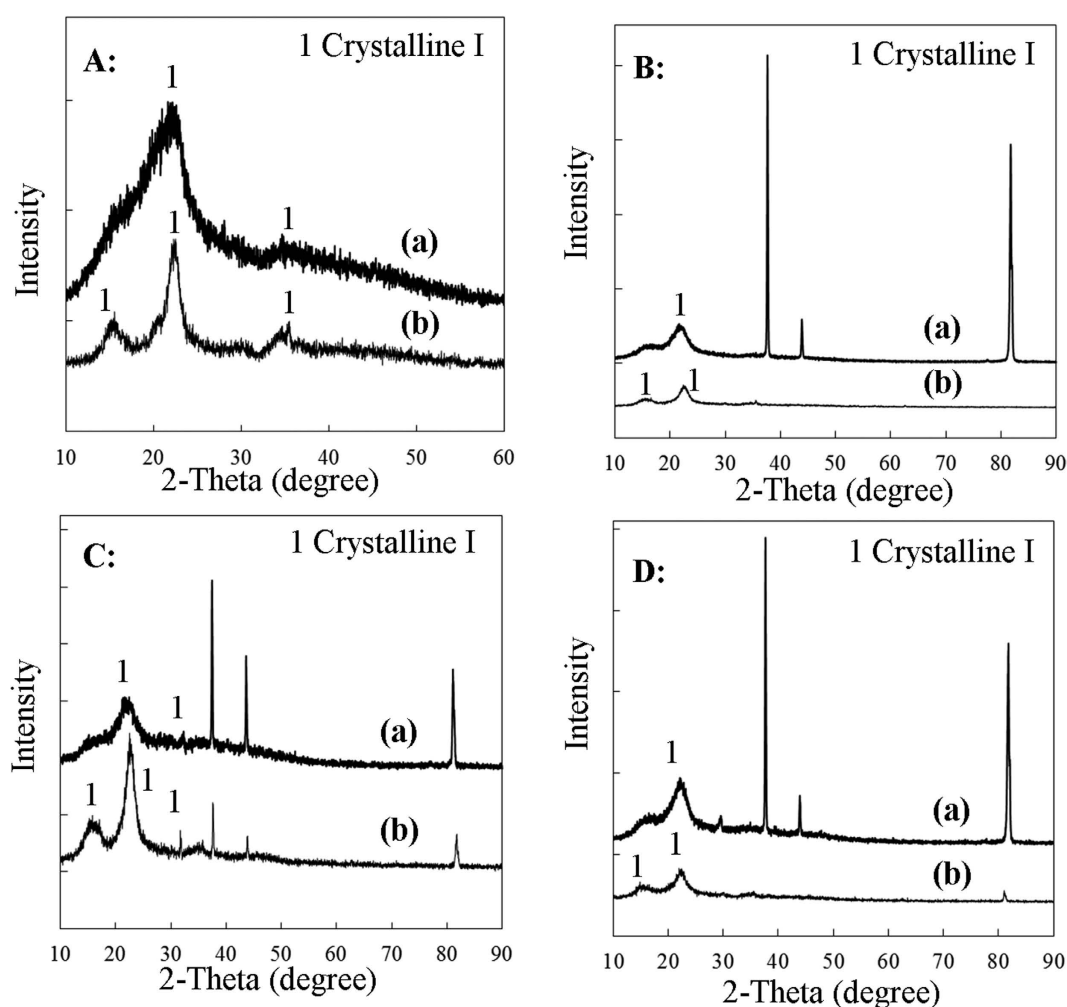 A:
1 Crystalline I
1
1
1
(a)
1
1
(b)
Intensity
10 20 30 40 50 60
2-Theta (degree)
B:
1 Crystalline I
1
(a)
1 1
(b)
Intensity
10 20 30 40 50 60 70 80 90
2-Theta (degree)
C:
1 Crystalline I
1
1
(a)
1 1 1
(b)
Intensity
10 20 30 40 50 60 70 80 90
2-Theta (degree)
D:
1 Crystalline I
1
(a)
1 1
(b)
Intensity
10 20 30 40 50 60 70 80 90
2-Theta (degree)